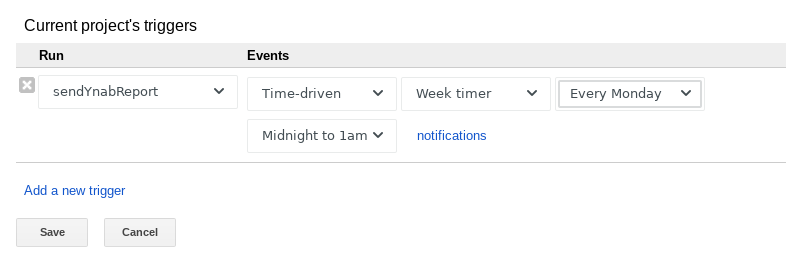 Current project's triggers
Run Events
sendYnabReport Time-driven Week timer Every Monday
Midnight to 1am notifications
Add a new trigger
Save Cancel